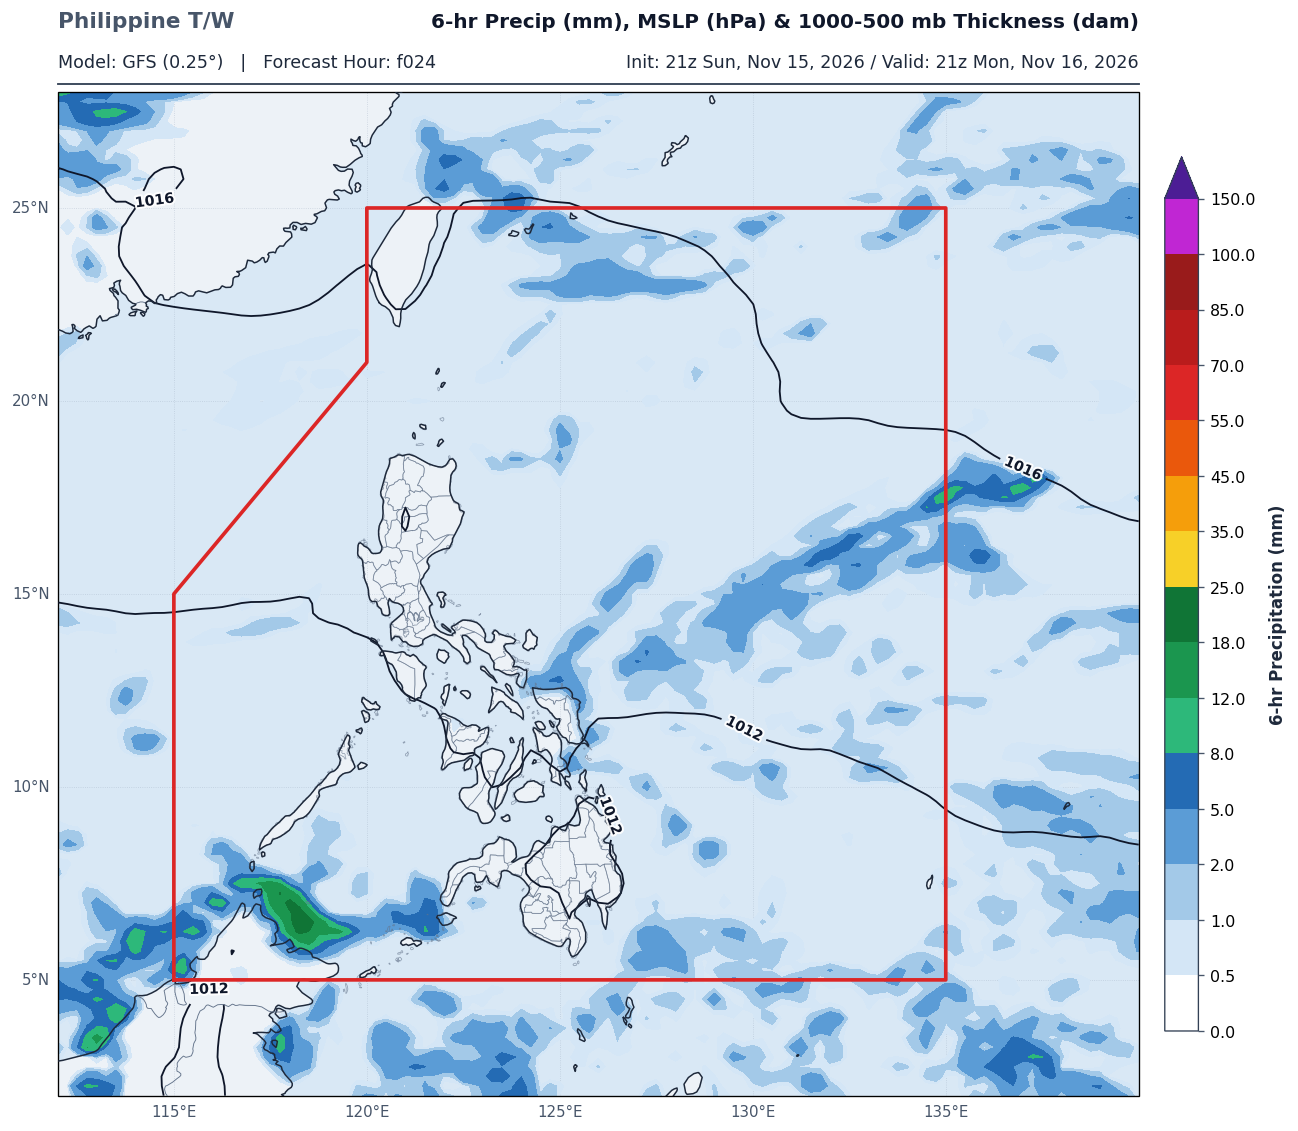 Philippine T/W
6-hr Precip (mm), MSLP (hPa) & 1000-500 mb Thickness (dam)
Model: GFS (0.25°) | Forecast Hour: f024
Init: 21z Sun, Nov 15, 2026 / Valid: 21z Mon, Nov 16, 2026
1016
25°N
20°N
1016
15°N
1012
10°N
1012
5°N
1012
115°E
120°E
125°E
130°E
135°E
150.0
100.0
85.0
70.0
55.0
45.0
35.0
25.0
18.0
12.0
8.0
5.0
2.0
1.0
0.5
0.0
6-hr Precipitation (mm)